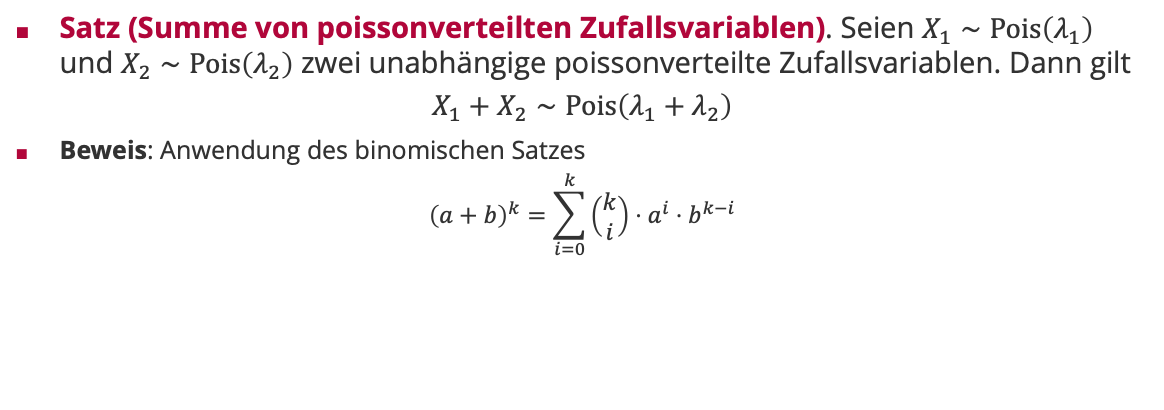 ▪ Satz (Summe von poissonverteilten Zufallsvariablen). Seien X₁ ~ Pois(λ₁)
und X₂ ~ Pois(λ₂) zwei unabhängige poissonverteilte Zufallsvariablen. Dann gilt
X₁ + X₂ ~ Pois(λ₁ + λ₂)
▪ Beweis: Anwendung des binomischen Satzes
(a + b)^k = ∑_{i=0}^{k} (k i) · a^i · b^{k−i}